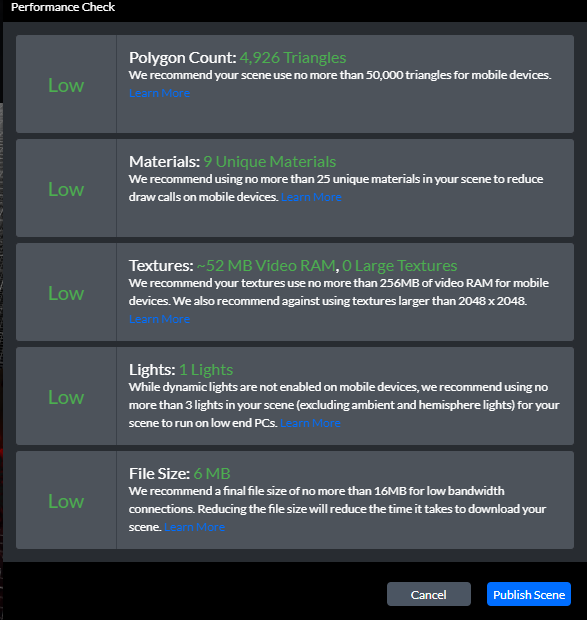 Performance Check
Low
Polygon Count: 4,926 Triangles
We recommend your scene use no more than 50,000 triangles for mobile devices.
Learn More
Low
Materials: 9 Unique Materials
We recommend using no more than 25 unique materials in your scene to reduce
draw calls on mobile devices. Learn More
Low
Textures: ~52 MB Video RAM, 0 Large Textures
We recommend your textures use no more than 256MB of video RAM for mobile
devices. We also recommend against using textures larger than 2048 x 2048.
Learn More
Low
Lights: 1 Lights
While dynamic lights are not enabled on mobile devices, we recommend using no
more than 3 lights in your scene (excluding ambient and hemisphere lights) for your
scene to run on low end PCs. Learn More
Low
File Size: 6 MB
We recommend a final file size of no more than 16MB for low bandwidth
connections. Reducing the file size will reduce the time it takes to download your
scene. Learn More
Cancel
Publish Scene